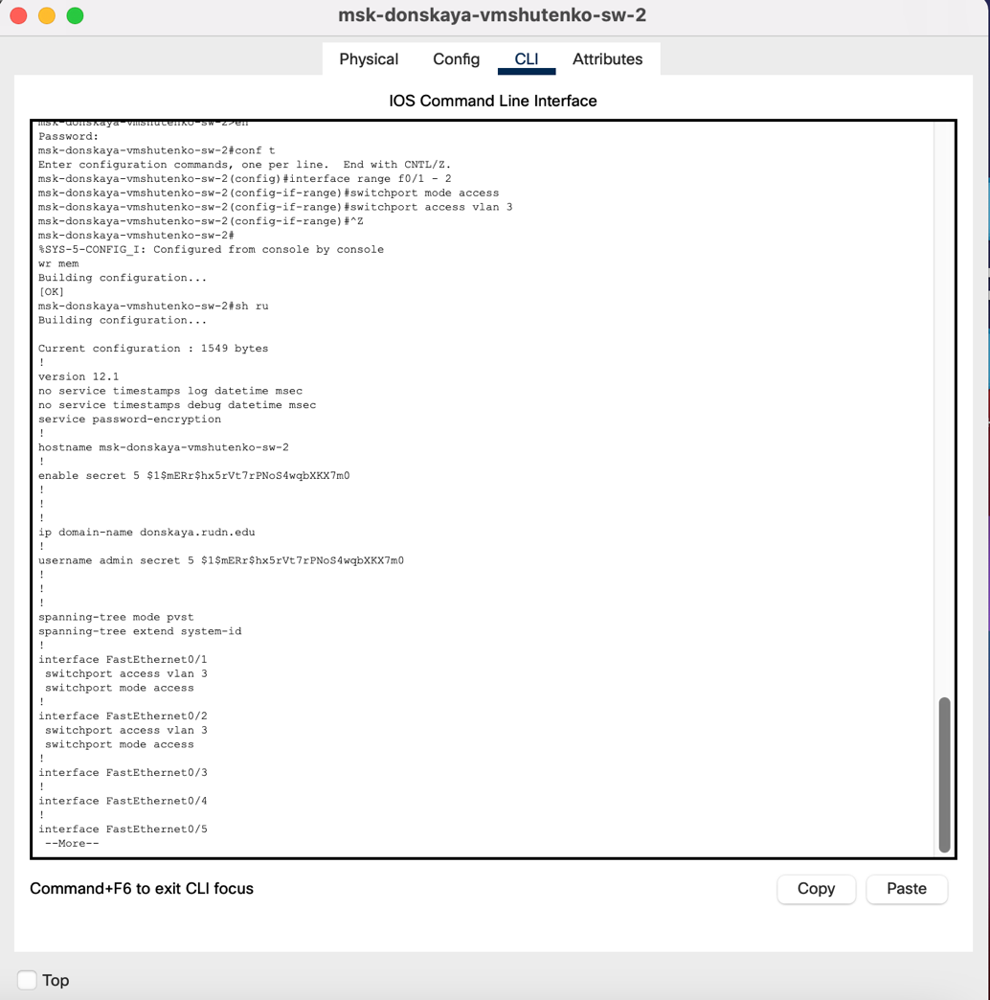 msk-donskaya-vmshutenko-sw-2
Physical
Config
CLI
Attributes
IOS Command Line Interface
msk-donskaya-vmshutenko-sw-2>en
Password:
msk-donskaya-vmshutenko-sw-2#conf t
Enter configuration commands, one per line.  End with CNTL/Z.
msk-donskaya-vmshutenko-sw-2(config)#interface range f0/1 - 2
msk-donskaya-vmshutenko-sw-2(config-if-range)#switchport mode access
msk-donskaya-vmshutenko-sw-2(config-if-range)#switchport access vlan 3
msk-donskaya-vmshutenko-sw-2(config-if-range)#^Z
msk-donskaya-vmshutenko-sw-2#
%SYS-5-CONFIG_I: Configured from console by console
wr mem
Building configuration...
[OK]
msk-donskaya-vmshutenko-sw-2#sh ru
Building configuration...
Current configuration : 1549 bytes
!
version 12.1
no service timestamps log datetime msec
no service timestamps debug datetime msec
service password-encryption
!
hostname msk-donskaya-vmshutenko-sw-2
!
enable secret 5 $1$mERr$hx5rVt7rPNoS4wqbXKX7m0
!
!
!
ip domain-name donskaya.rudn.edu
!
username admin secret 5 $1$mERr$hx5rVt7rPNoS4wqbXKX7m0
!
!
!
spanning-tree mode pvst
spanning-tree extend system-id
!
interface FastEthernet0/1
 switchport access vlan 3
 switchport mode access
!
interface FastEthernet0/2
 switchport access vlan 3
 switchport mode access
!
interface FastEthernet0/3
!
interface FastEthernet0/4
!
interface FastEthernet0/5
 --More--
Command+F6 to exit CLI focus
Copy
Paste
Top